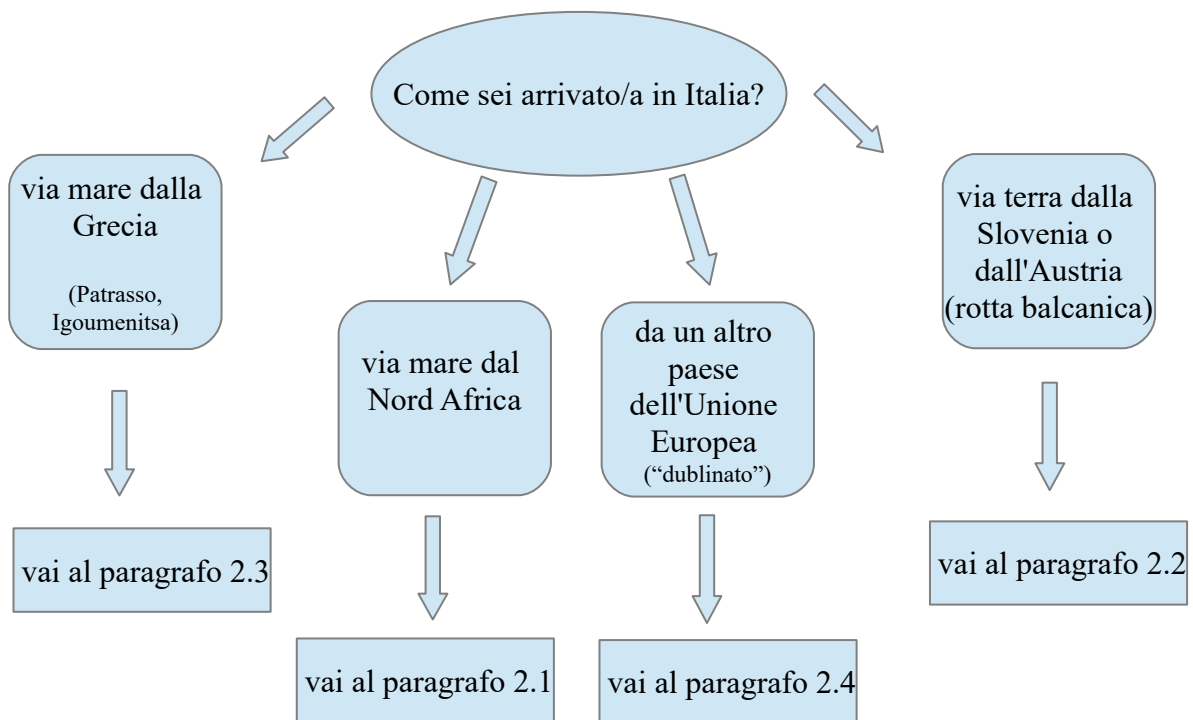 Come sei arrivato/a in Italia?
via mare dalla
Grecia
(Patrasso,
Igoumenitsa)
vai al paragrafo 2.3
via mare dal
Nord Africa
vai al paragrafo 2.1
da un altro
paese
dell'Unione
Europea
(“dublinato”)
vai al paragrafo 2.4
via terra dalla
Slovenia o
dall'Austria
(rotta balcanica)
vai al paragrafo 2.2